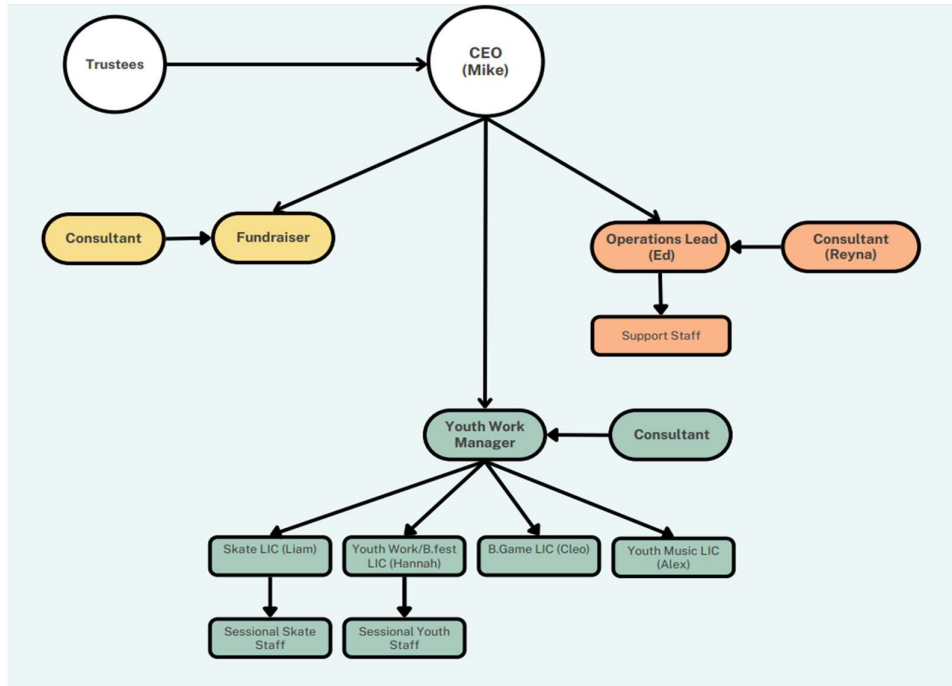 Trustees
CEO
(Mike)
Consultant
Fundraiser
Operations Lead
(Ed)
Consultant
(Reyna)
Support Staff
Youth Work
Manager
Consultant
Skate LIC (Liam)
Youth Work/B.fest
LIC (Hannah)
B.Game LIC (Cleo)
Youth Music LIC
(Alex)
Sessional Skate
Staff
Sessional Youth
Staff